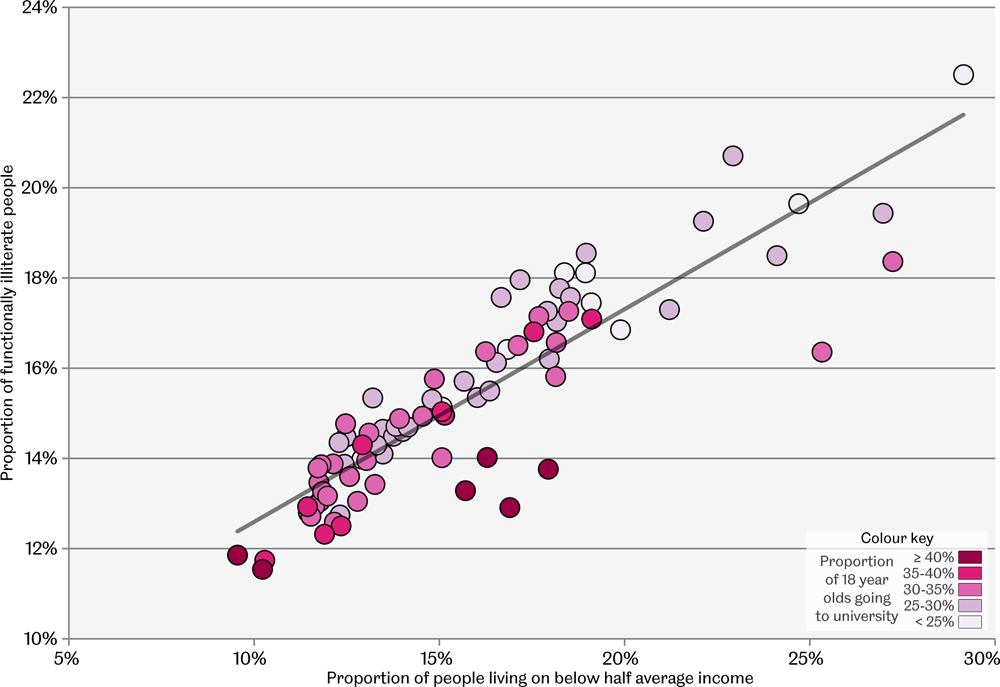 24%
22%
20%
18%
16%
14%
12%
10%
Proportion of functionally illiterate people
5%
10%
15%
20%
25%
30%
Proportion of people living on below half average income
Colour key
Proportion
of 18 year
olds going
to university
≥ 40%
35-40%
30-35%
25-30%
< 25%